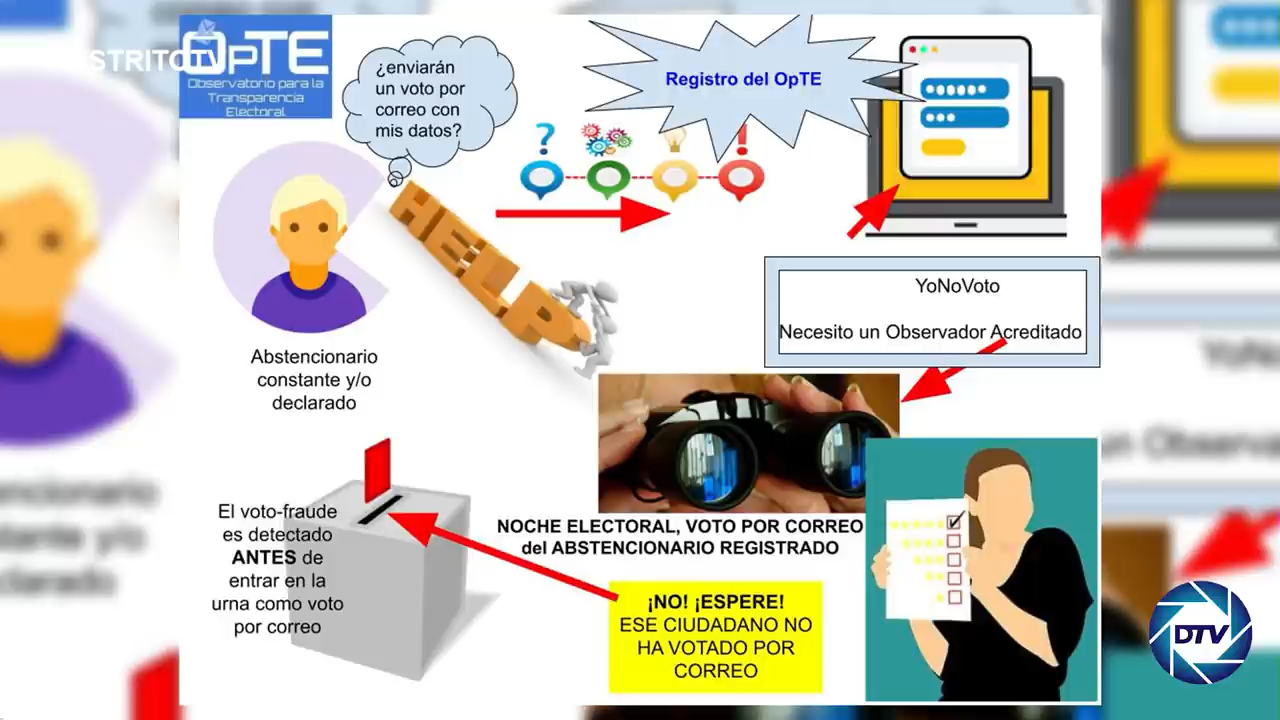 STRITOTV
OpTE
Observatorio para la
Transparencia
Electoral
¿enviarán
un voto por
correo con
mis datos?
Registro del OpTE
HELP
YoNoVoto
Necesito un Observador Acreditado
Abstencionario
constante y/o
declarado
El voto-fraude
es detectado
ANTES de
entrar en la
urna como voto
por correo
NOCHE ELECTORAL, VOTO POR CORREO
del ABSTENCIONARIO REGISTRADO
¡NO! ¡ESPERE!
ESE CIUDADANO NO
HA VOTADO POR
CORREO
DTV